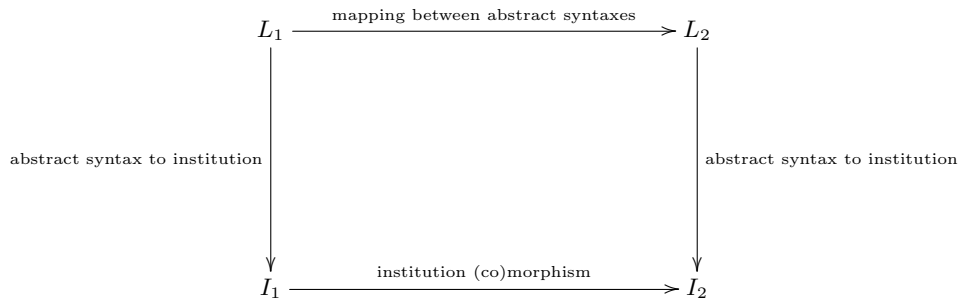 mapping between abstract syntaxes
L₁ L₂
abstract syntax to institution abstract syntax to institution
institution (co)morphism
I₁ I₂